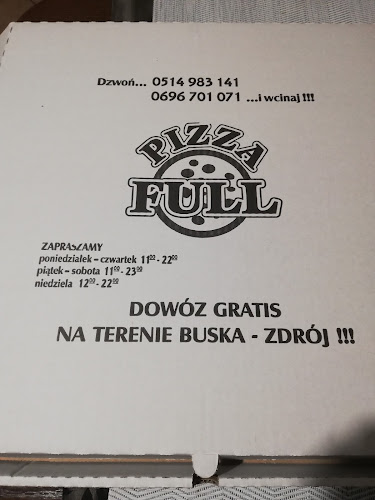 Dzwoń... 0514 983 141
0696 701 071 ...i wcinaj !!!
PIZZA
FULL
ZAPRASZAMY
poniedziałek - czwartek 11⁰⁰ - 22⁰⁰
piątek - sobota 11⁰⁰ - 23⁰⁰
niedziela 12⁰⁰ - 22⁰⁰
DOWÓZ GRATIS
NA TERENIE BUSKA - ZDRÓJ !!!